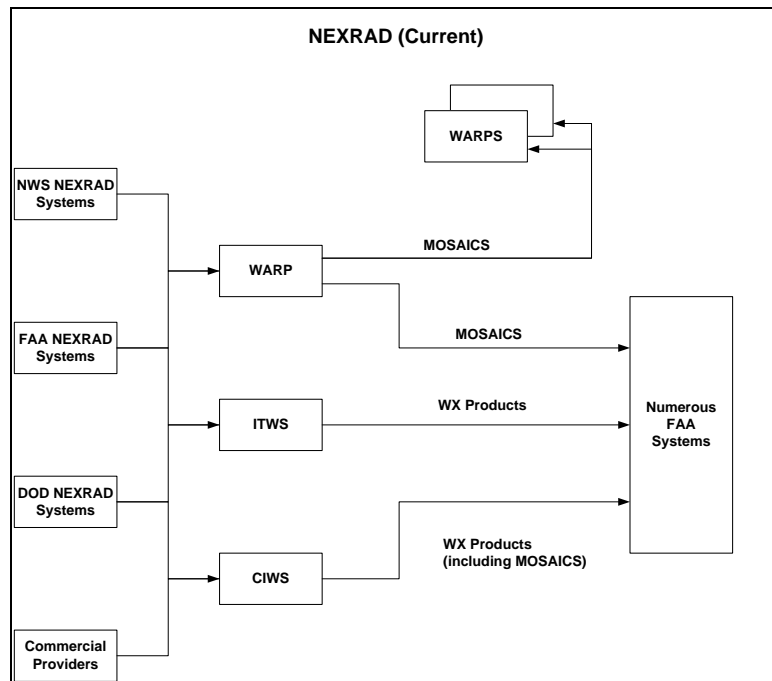 NEXRAD (Current)
WARPS
NWS NEXRAD
Systems
MOSAICS
WARP
MOSAICS
FAA NEXRAD
Systems
WX Products
ITWS
Numerous
FAA
Systems
DOD NEXRAD
Systems
WX Products
(including MOSAICS)
CIWS
Commercial
Providers